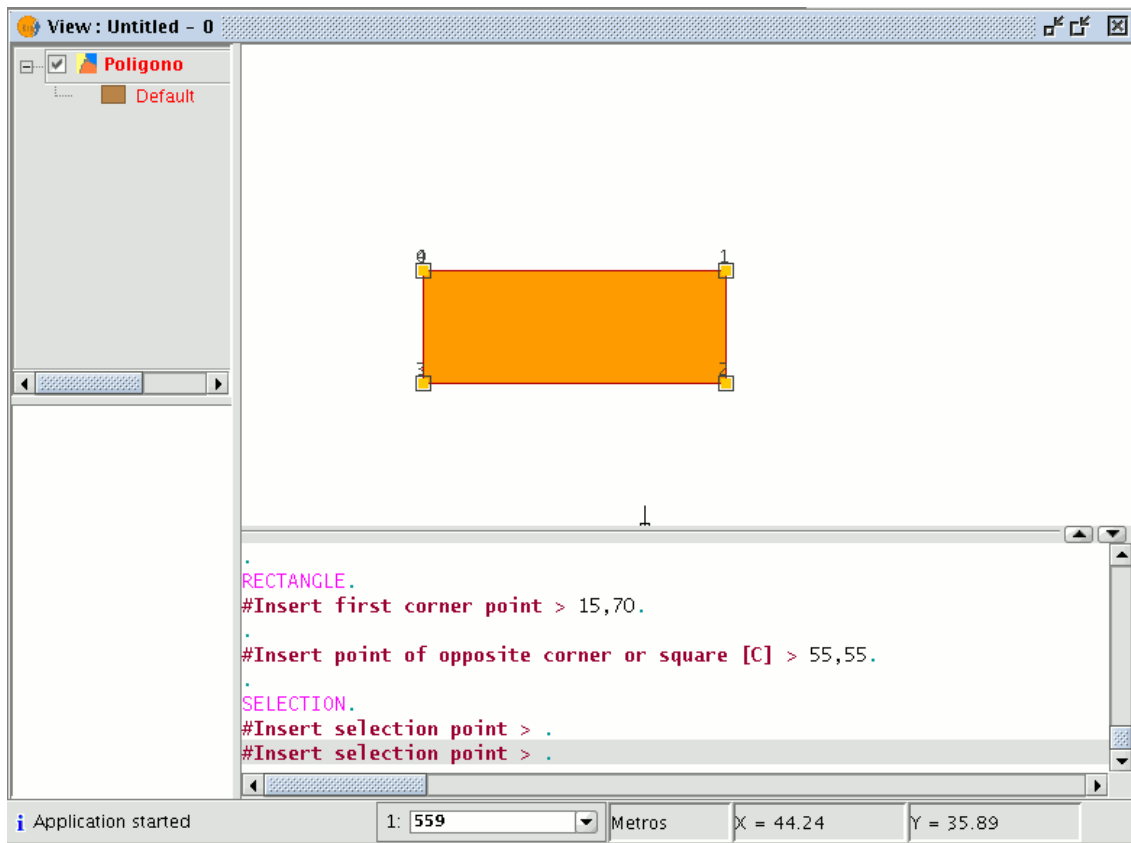 View : Untitled - 0
Poligono
Default
1
3
2
.
RECTANGLE.
#Insert first corner point > 15,70.
.
#Insert point of opposite corner or square [C] > 55,55.
.
SELECTION.
#Insert selection point > .
#Insert selection point > .
Application started
1: 559
Metros
X = 44.24
Y = 35.89